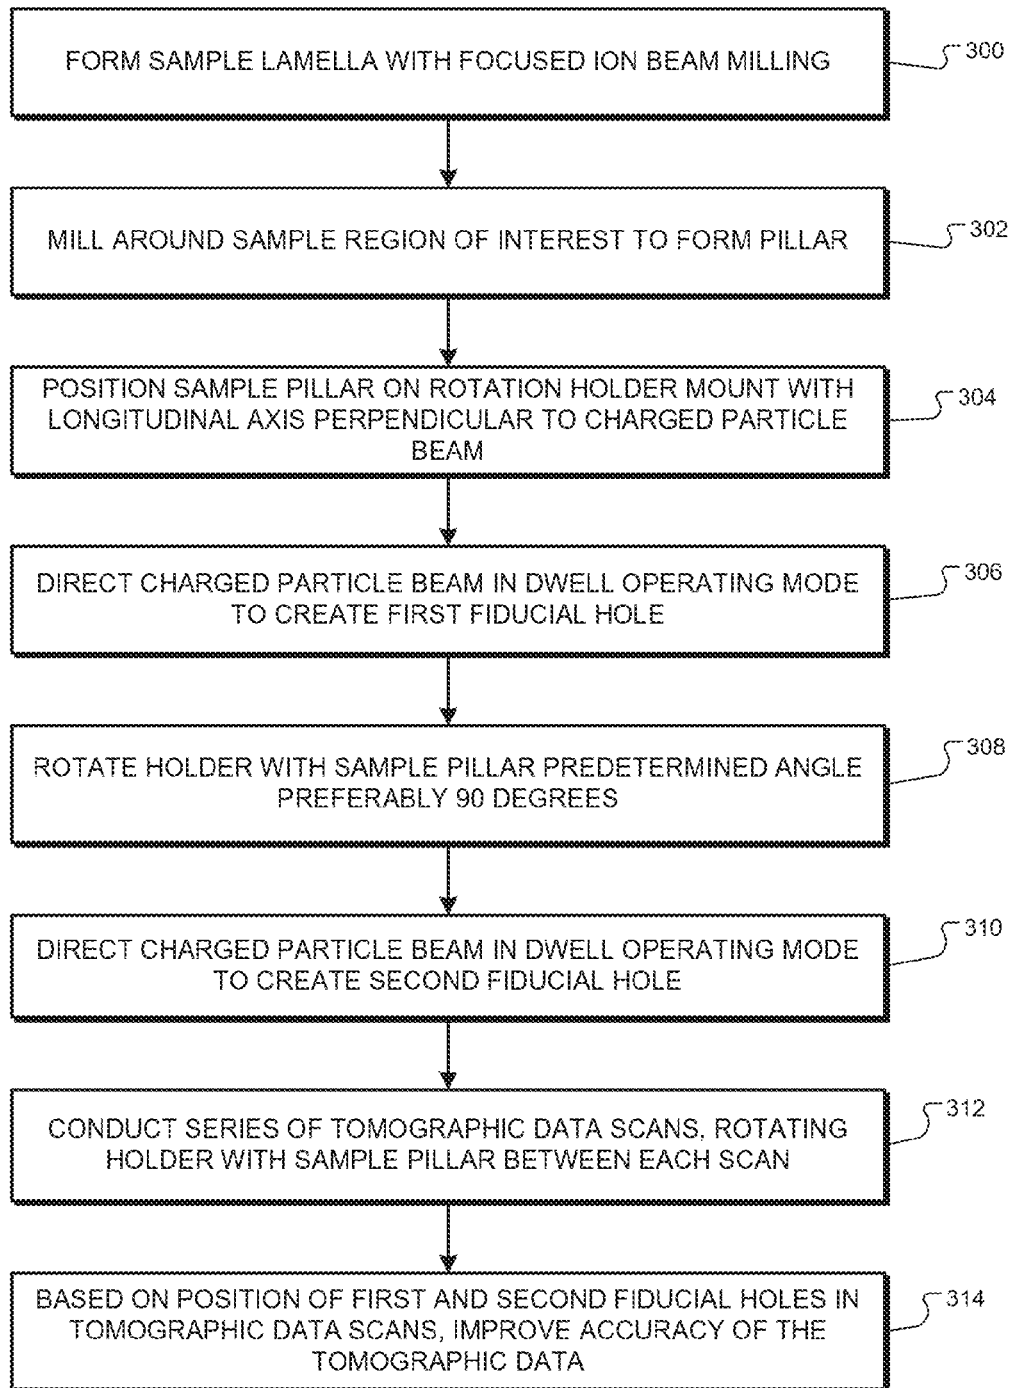 FORM SAMPLE LAMELLA WITH FOCUSED ION BEAM MILLING
300
MILL AROUND SAMPLE REGION OF INTEREST TO FORM PILLAR
302
POSITION SAMPLE PILLAR ON ROTATION HOLDER MOUNT WITH
LONGITUDINAL AXIS PERPENDICULAR TO CHARGED PARTICLE
BEAM
304
DIRECT CHARGED PARTICLE BEAM IN DWELL OPERATING MODE
TO CREATE FIRST FIDUCIAL HOLE
306
ROTATE HOLDER WITH SAMPLE PILLAR PREDETERMINED ANGLE
PREFERABLY 90 DEGREES
308
DIRECT CHARGED PARTICLE BEAM IN DWELL OPERATING MODE
TO CREATE SECOND FIDUCIAL HOLE
310
CONDUCT SERIES OF TOMOGRAPHIC DATA SCANS, ROTATING
HOLDER WITH SAMPLE PILLAR BETWEEN EACH SCAN
312
BASED ON POSITION OF FIRST AND SECOND FIDUCIAL HOLES IN
TOMOGRAPHIC DATA SCANS, IMPROVE ACCURACY OF THE
TOMOGRAPHIC DATA
314